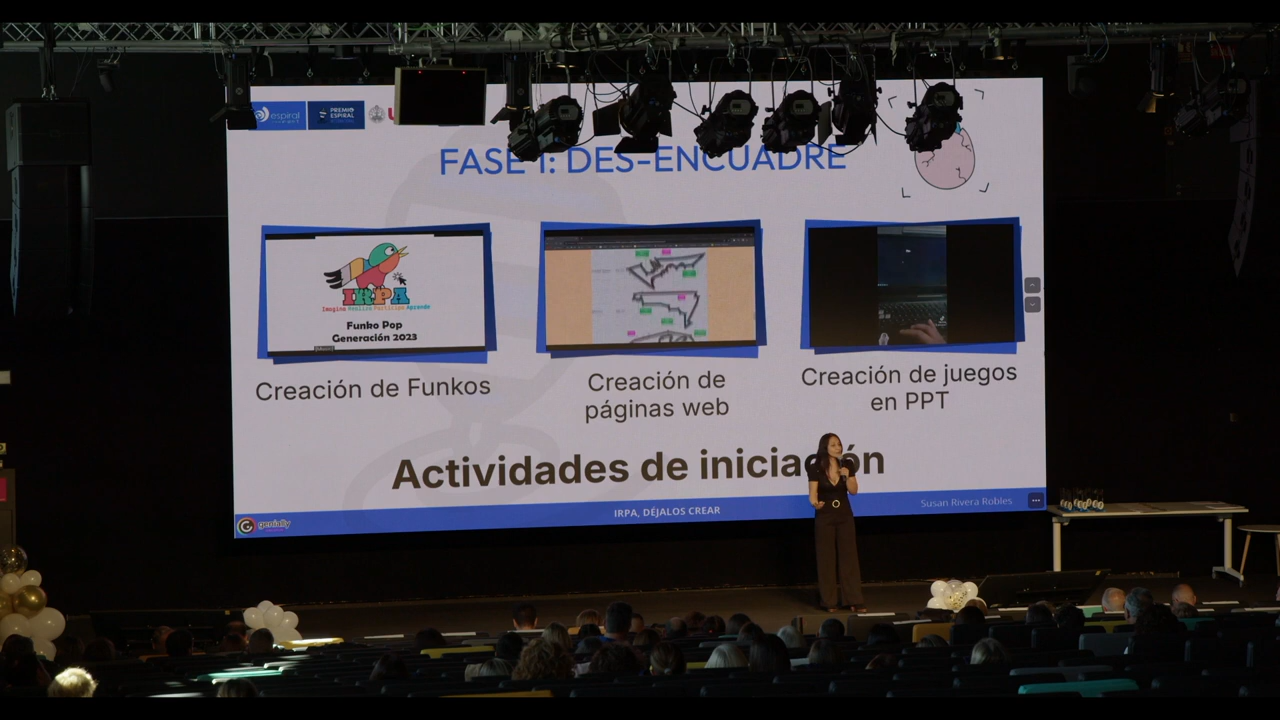 espiral
PREMIO
ESPIRAL
FASE I: DES-ENCUADRE
IRPA
Imagina Realiza Participa Aprende
Funko Pop
Generación 2023
Creación de Funkos
Creación de
páginas web
Creación de juegos
en PPT
Actividades de iniciación
IRPA, DÉJALOS CREAR
Susan Rivera Robles
genially